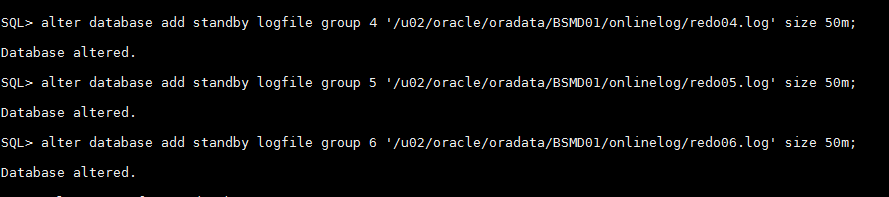 SQL> alter database add standby logfile group 4 '/u02/oracle/oradata/BSMD01/onlinelog/redo04.log' size 50m;
Database altered.
SQL> alter database add standby logfile group 5 '/u02/oracle/oradata/BSMD01/onlinelog/redo05.log' size 50m;
Database altered.
SQL> alter database add standby logfile group 6 '/u02/oracle/oradata/BSMD01/onlinelog/redo06.log' size 50m;
Database altered.